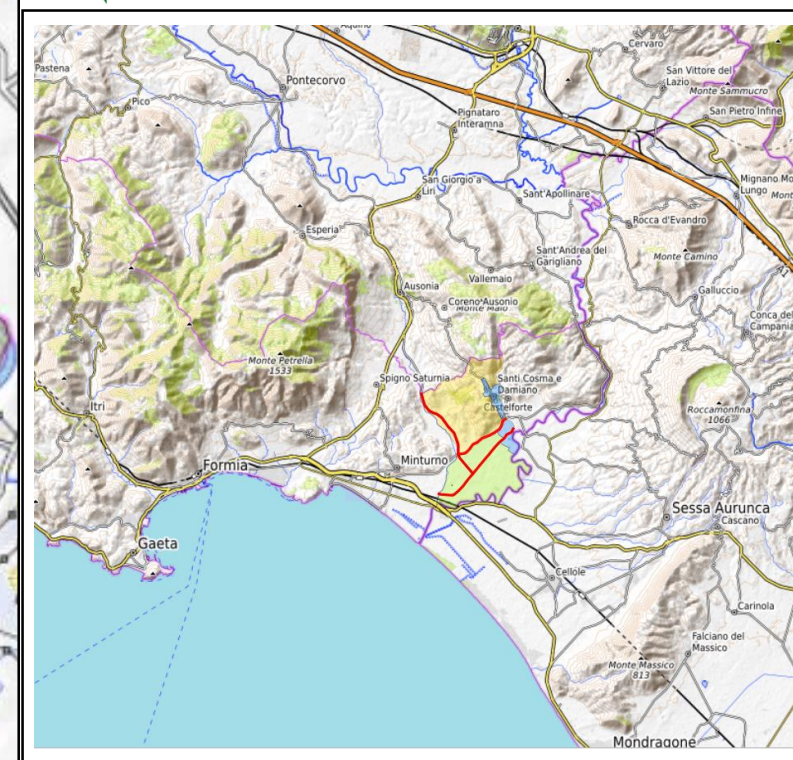 Aquino
Cervaro
Pastena
Pontecorvo
San Vittore del
Lazio
Monte Sammucro
Pico
San Pietro Infine
Pignataro
Interamna
San Giorgio a
Liri
Sant'Apollinare
Mignano Mo
Lungo
Mont
Rocca d'Evandro
Esperia
Sant'Andrea del
Garigliano
Monte Camino
A1
Vallemaio
Ausonia
Galluccio
Coreno Ausonio
Monte Maio
Conca del
Campania
Monte Petrella
1533
Spigno Saturnia
Santi Cosma e
Damiano
Castelforte
Roccamonfina
1066
Itri
Minturno
Formia
Sessa Aurunca
Cascano
Gaeta
Cellole
Carinola
Falciano del
Massico
Monte Massico
813
Mondragone